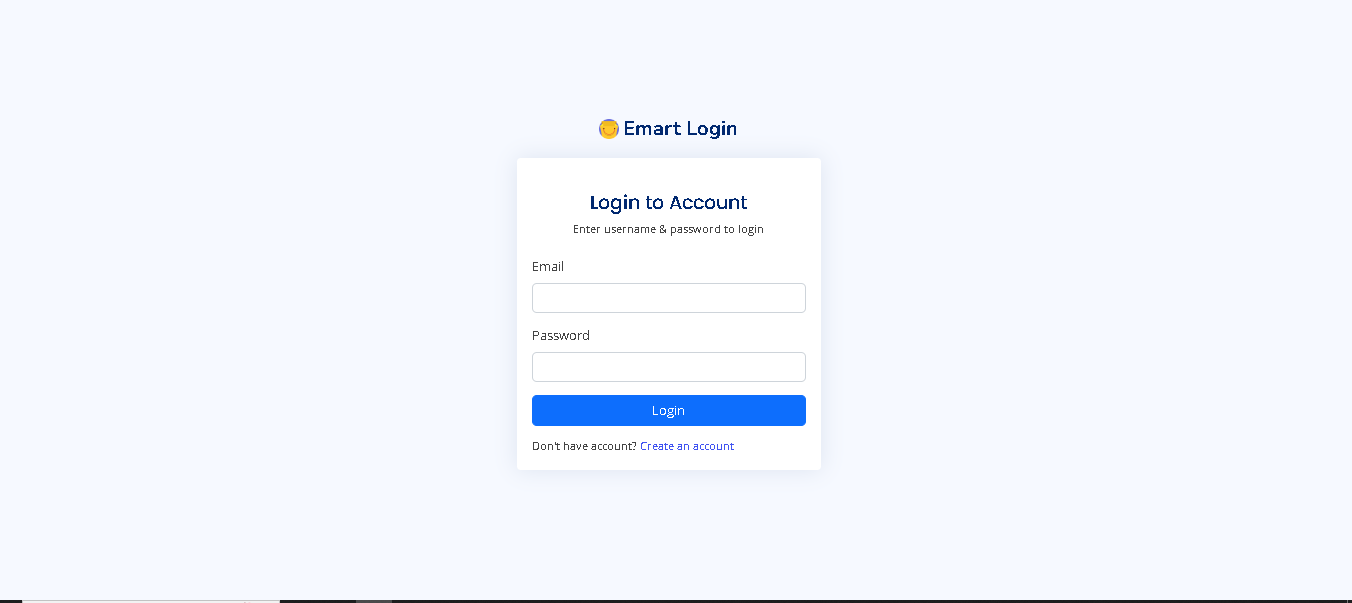 Emart Login
Login to Account
Enter username & password to login
Email
Password
Login
Don't have account? Create an account